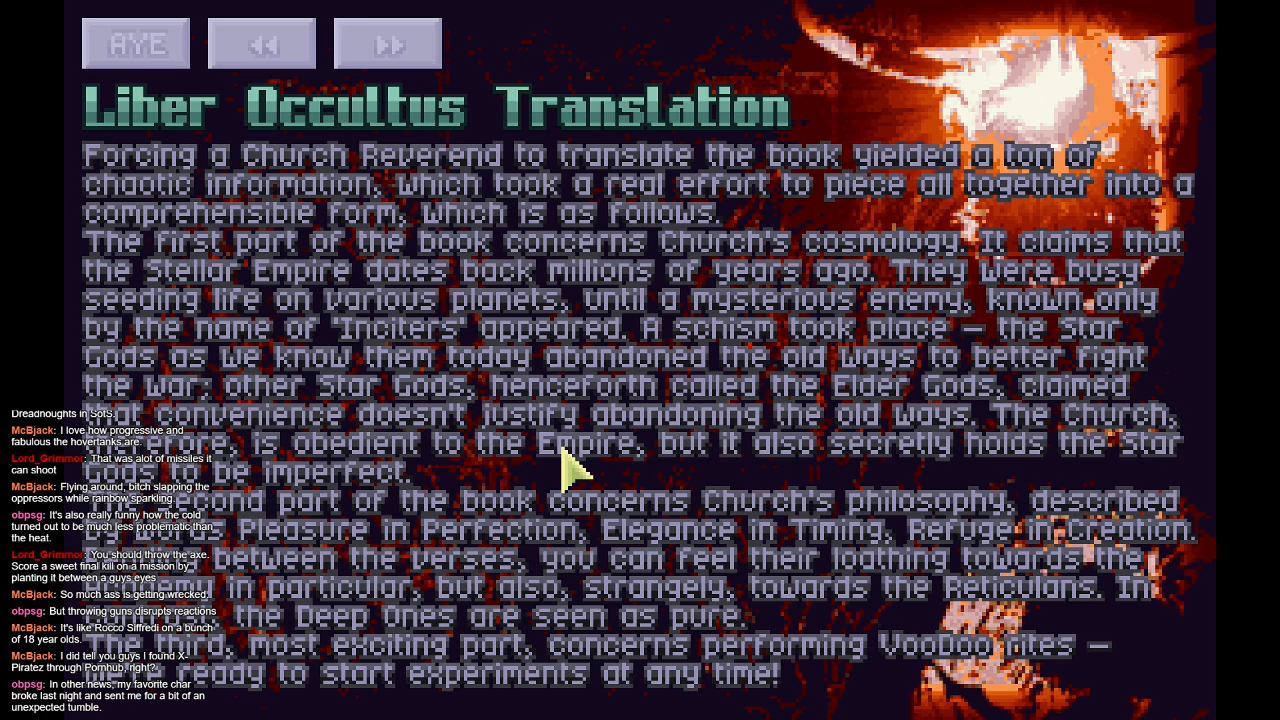 AYE
Liber Occultus Translation
Forcing a Church Reverend to translate the book yielded a ton of
chaotic information, which took a real effort to piece all together into a
comprehensible form, which is as follows.
The first part of the book concerns Church's cosmology. It claims that
the Stellar Empire dates back millions of years ago. They were busy
seeding life on various planets, until a mysterious enemy, known only
by the name of 'Inciters' appeared. A schism took place - the Star
Gods as we know them today abandoned the old ways to better fight
the war; other Star Gods, henceforth called the Elder Gods, claimed
that convenience doesn't justify abandoning the old ways. The Church,
is obedient to the Empire, but it also secretly holds the Star
be imperfect.
part of the book concerns Church's philosophy, described
Pleasure in Perfection, Elegance in Timing, Refuge in Creation.
between the verses, you can feel their loathing towards the
in particular, but also, strangely, towards the Reticulans. In
the Deep Ones are seen as pure.
most exciting part, concerns performing VooDoo Rites -
ready to start experiments at any time!
Dreadnoughts in SotS.
McBjack: I love how progressive and
fabulous the hovertanks are.
Lord_Grimmor: That was alot of missiles it
can shoot
McBjack: Flying around, bitch slapping the
oppressors while rainbow sparkling.
obpsg: It's also really funny how the cold
turned out to be much less problematic than
the heat.
Lord_Grimmor: You should throw the axe.
Score a sweet final kill on a mission by
planting it between a guys eyes
McBjack: So much ass is getting wrecked.
obpsg: But throwing guns disrupts reactions
McBjack: It's like Rocco Siffredi on a bunch
of 18 year olds.
McBjack: I did tell you guys I found X-
Piratez through Pornhub, right?
obpsg: In other news, my favorite char
broke last night and sent me for a bit of an
unexpected tumble.